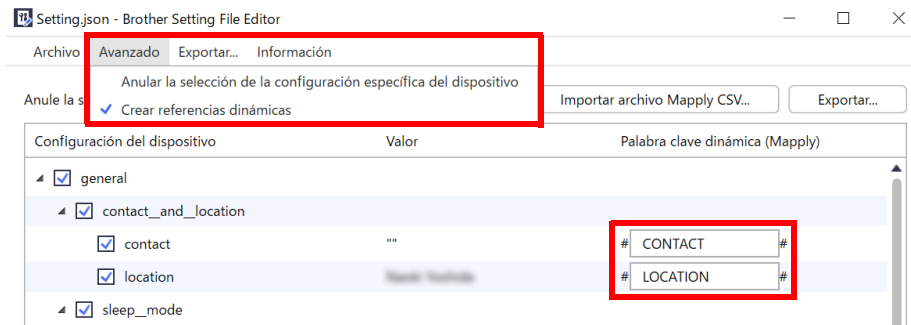 Setting.json - Brother Setting File Editor
Archivo Avanzado Exportar... Información
Anular la selección de la configuración específica del dispositivo
Crear referencias dinámicas
Anule la s
Importar archivo Mapply CSV... Exportar...
Configuración del dispositivo Valor Palabra clave dinámica (Mapply)
general
contact__and__location
contact "" # CONTACT #
location # LOCATION #
sleep__mode